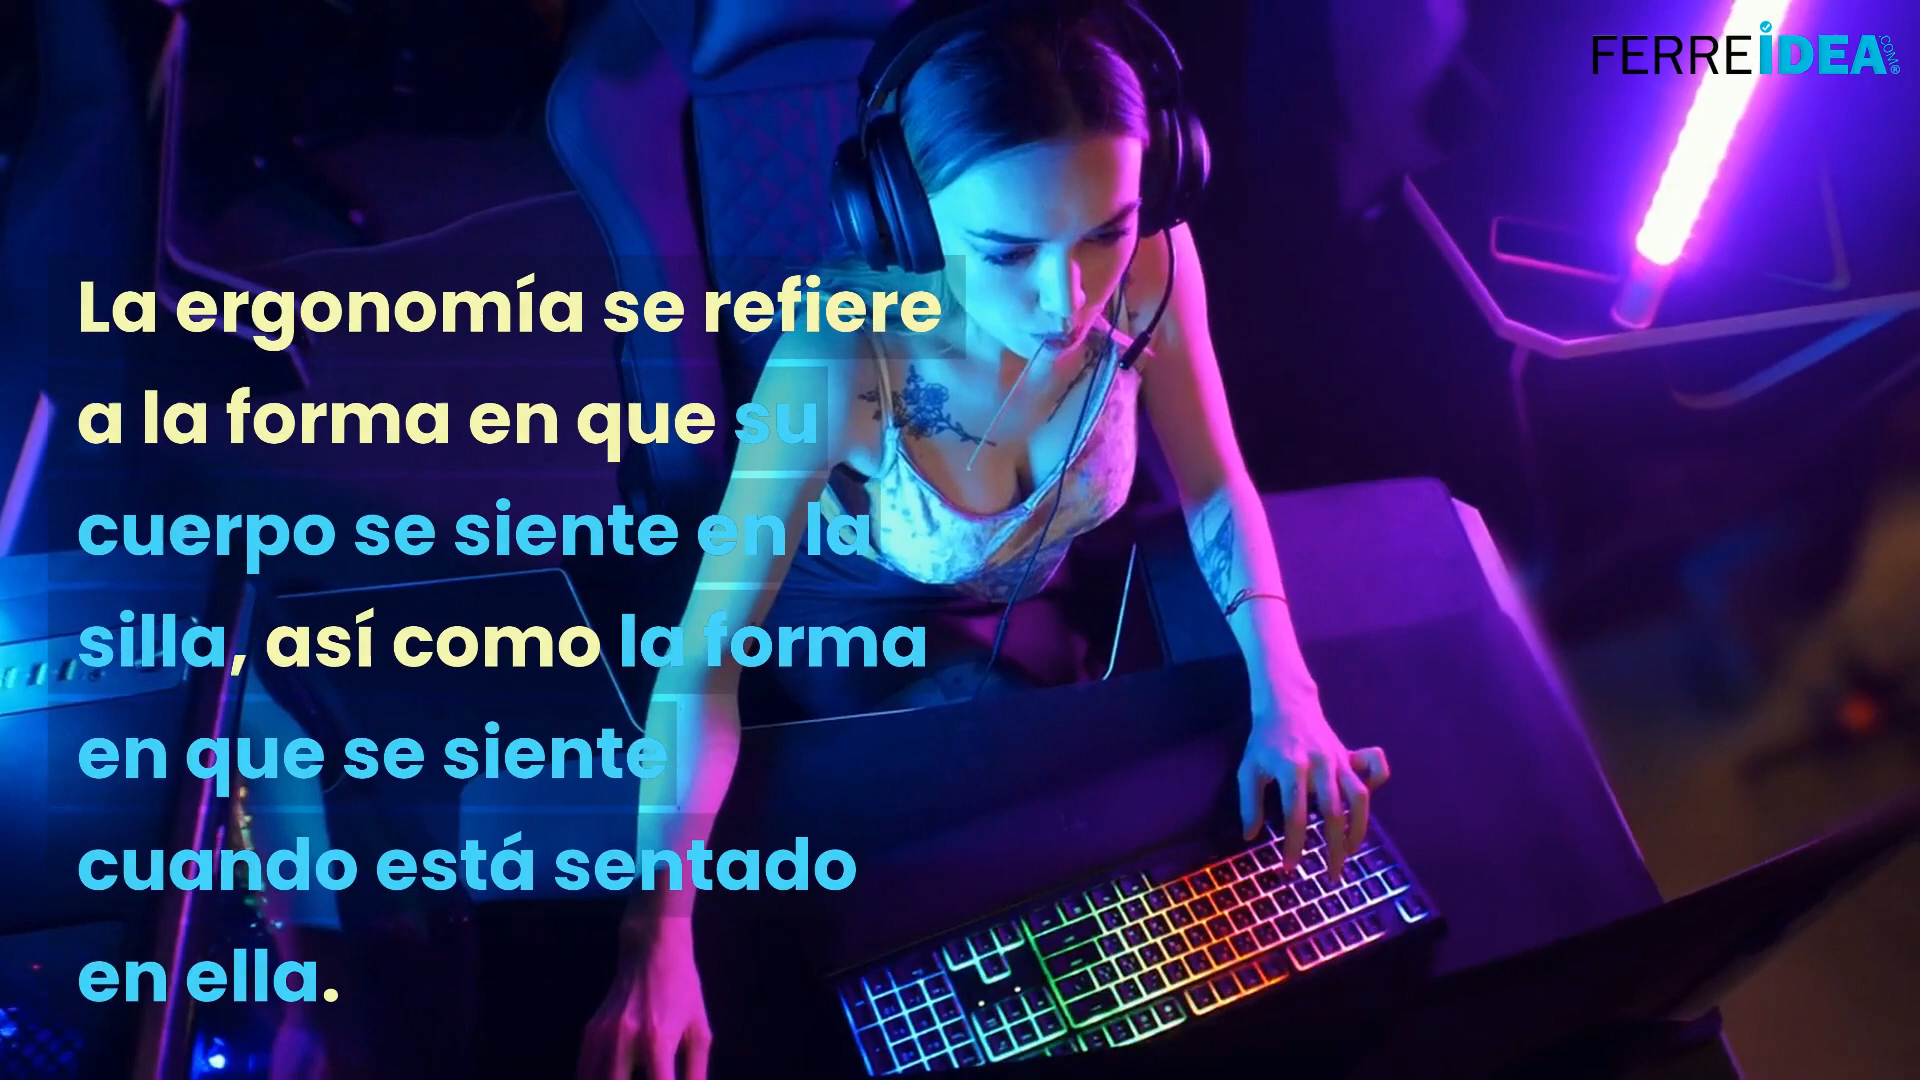 FERREiDEA.COM®
La ergonomía se refiere
a la forma en que su
cuerpo se siente en la
silla, así como la forma
en que se siente
cuando está sentado
en ella.